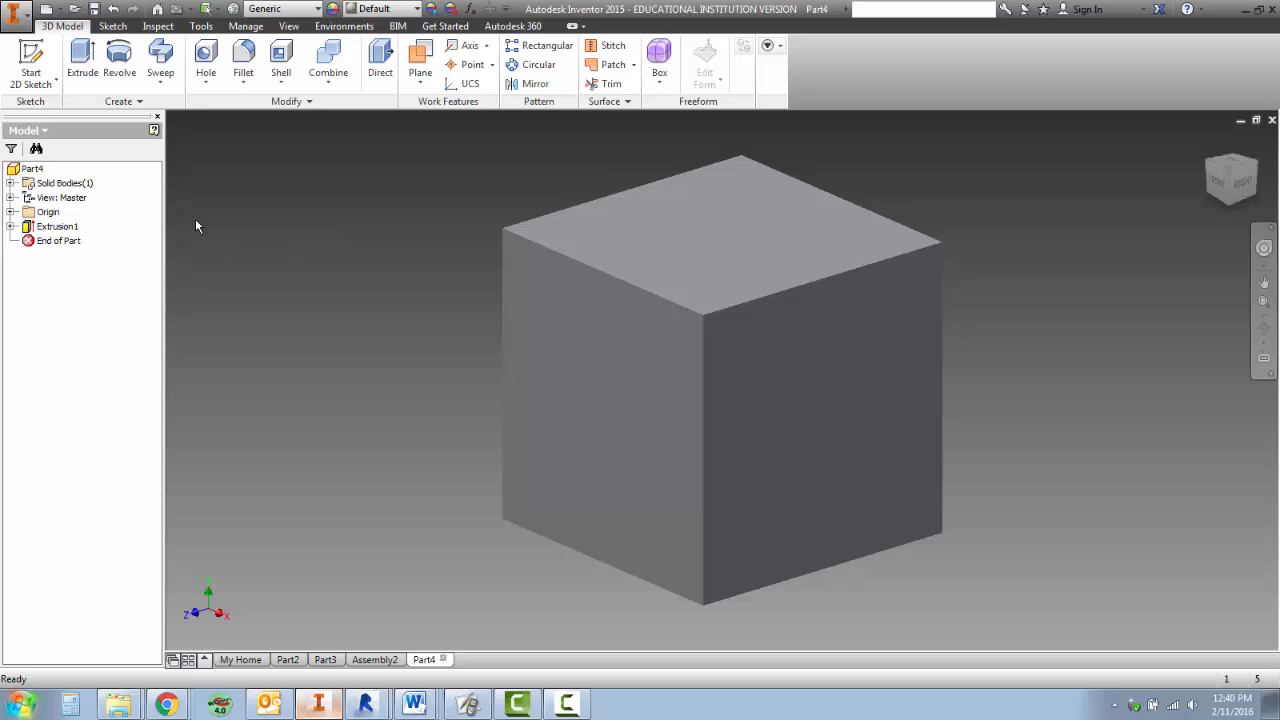 Generic
Default
Autodesk Inventor 2015 - EDUCATIONAL INSTITUTION VERSION Part4
Sign In
3D Model Sketch Inspect Tools Manage View Environments BIM Get Started Autodesk 360
Start
2D Sketch
Extrude Revolve Sweep
Hole Fillet Shell Combine Direct
Plane
Axis
Point
UCS
Rectangular
Circular
Mirror
Stitch
Patch
Trim
Box
Edit
Form
Sketch Create Modify Work Features Pattern Surface Freeform
Model
Part4
Solid Bodies(1)
View: Master
Origin
Extrusion1
End of Part
FRONT RIGHT
Y
Z X
My Home Part2 Part3 Assembly2 Part4
Ready
1 5
4.0
12:40 PM
2/11/2016